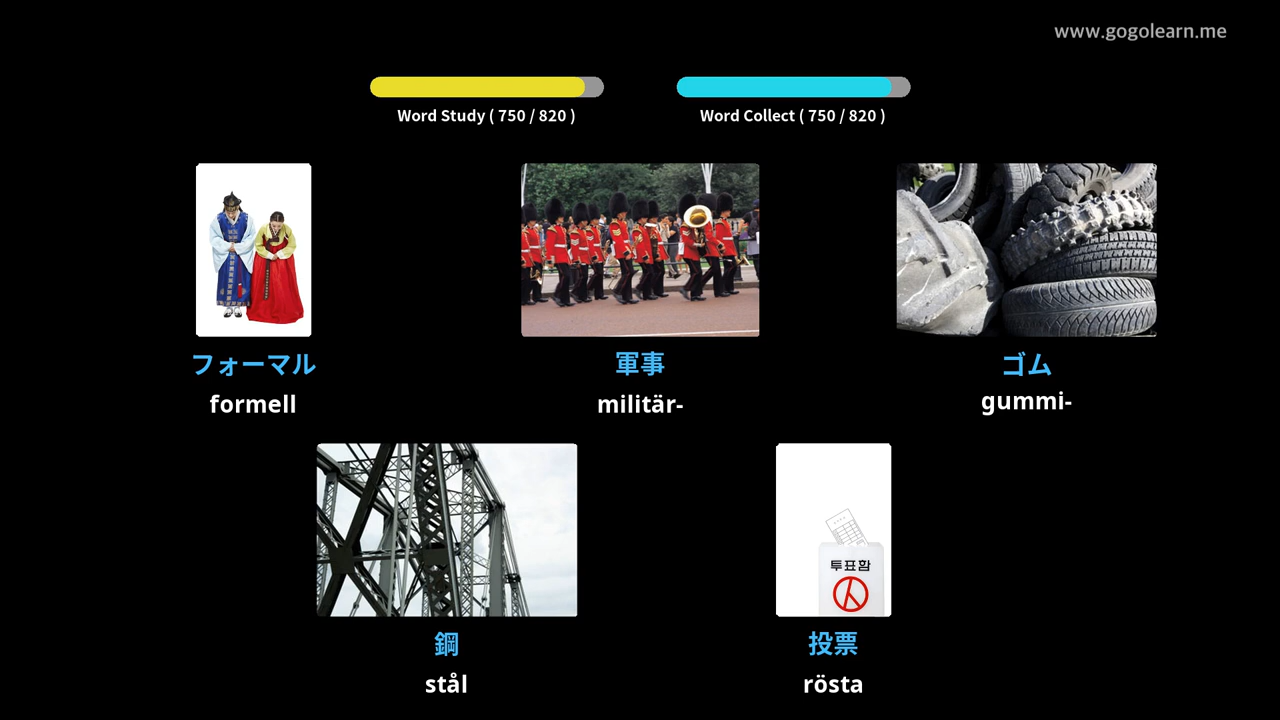 www.gogolearn.me
Word Study ( 750 / 820 )
Word Collect ( 750 / 820 )
フォーマル
formell
軍事
militär-
ゴム
gummi-
鋼
stål
투표함
投票
rösta